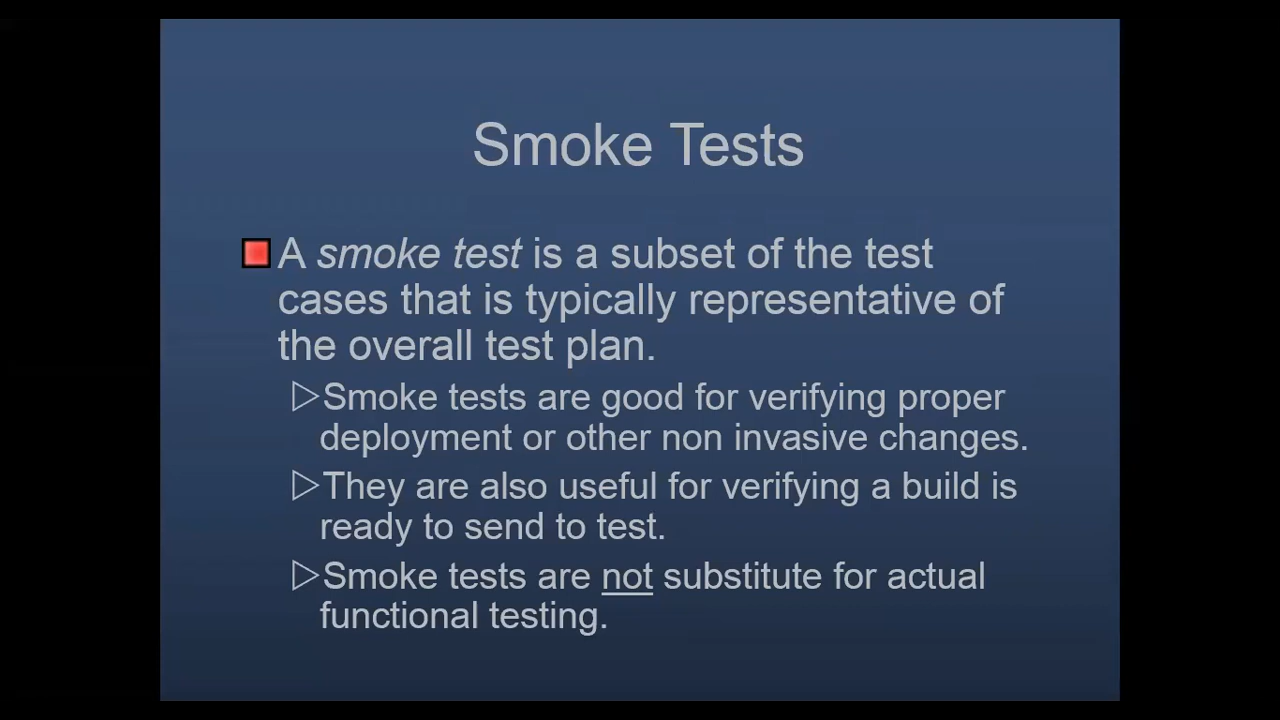 Smoke Tests
A smoke test is a subset of the test
cases that is typically representative of
the overall test plan.
Smoke tests are good for verifying proper
deployment or other non invasive changes.
They are also useful for verifying a build is
ready to send to test.
Smoke tests are not substitute for actual
functional testing.